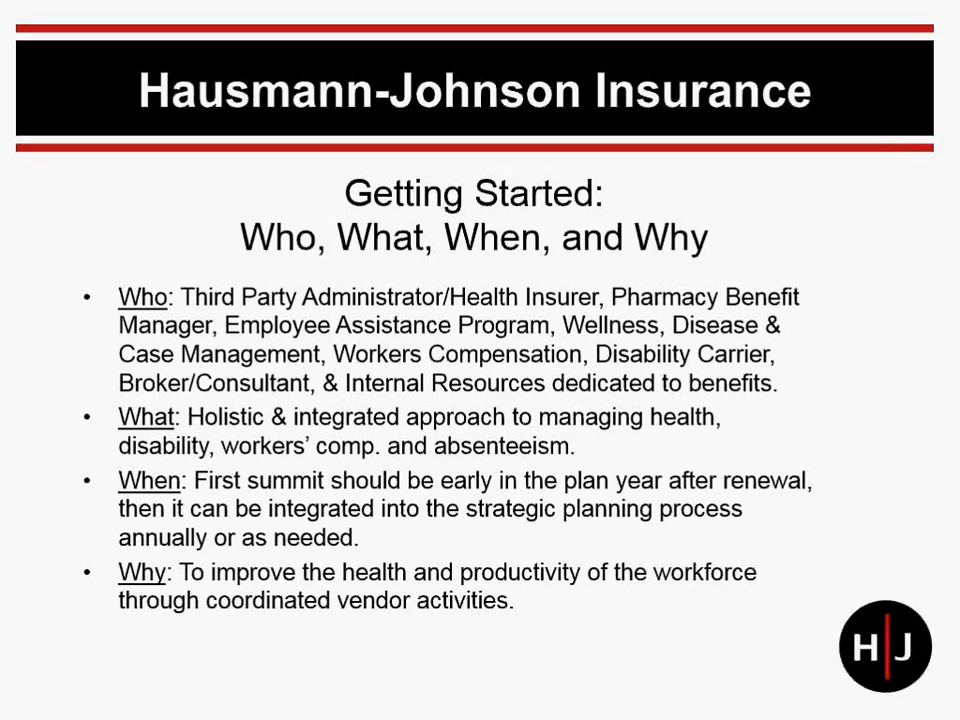 Hausmann-Johnson Insurance
Getting Started:
Who, What, When, and Why
• Who: Third Party Administrator/Health Insurer, Pharmacy Benefit
Manager, Employee Assistance Program, Wellness, Disease &
Case Management, Workers Compensation, Disability Carrier,
Broker/Consultant, & Internal Resources dedicated to benefits.
• What: Holistic & integrated approach to managing health,
disability, workers' comp. and absenteeism.
• When: First summit should be early in the plan year after renewal,
then it can be integrated into the strategic planning process
annually or as needed.
• Why: To improve the health and productivity of the workforce
through coordinated vendor activities.
H|J